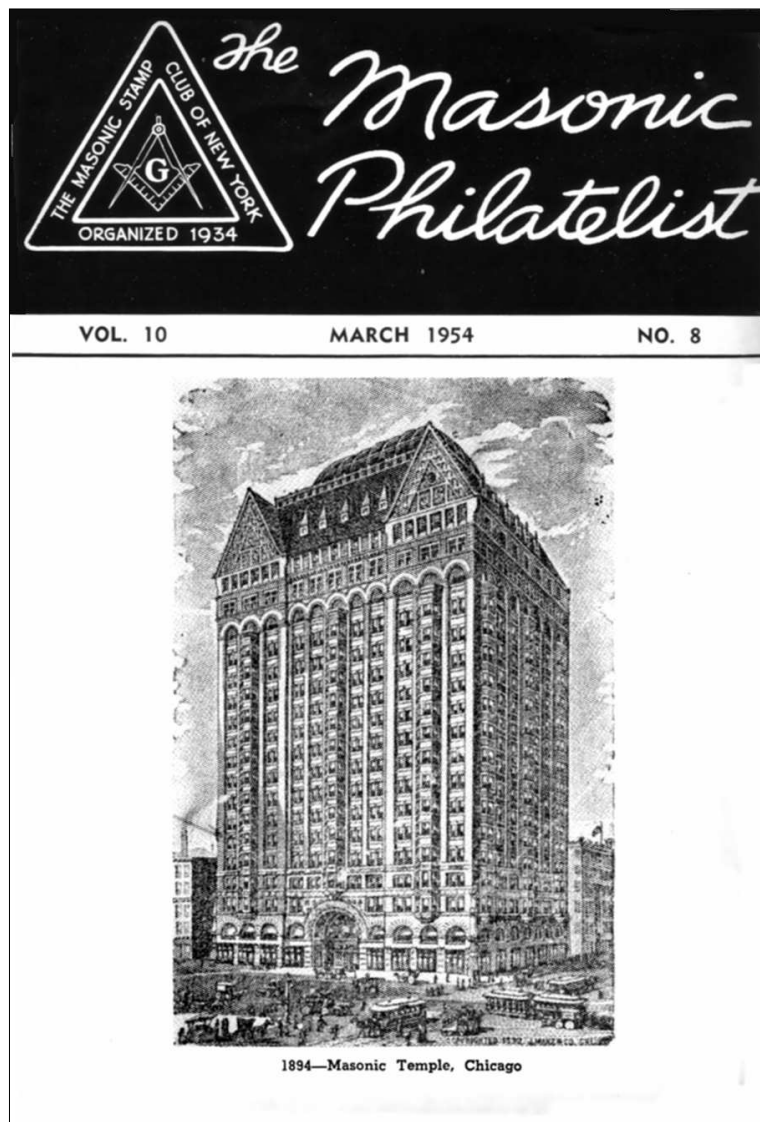 The Masonic
Philatelist
THE MASONIC STAMP
CLUB OF NEW YORK
G
ORGANIZED 1934
VOL. 10 MARCH 1954 NO. 8
COPYRIGHTED
1894—Masonic Temple, Chicago